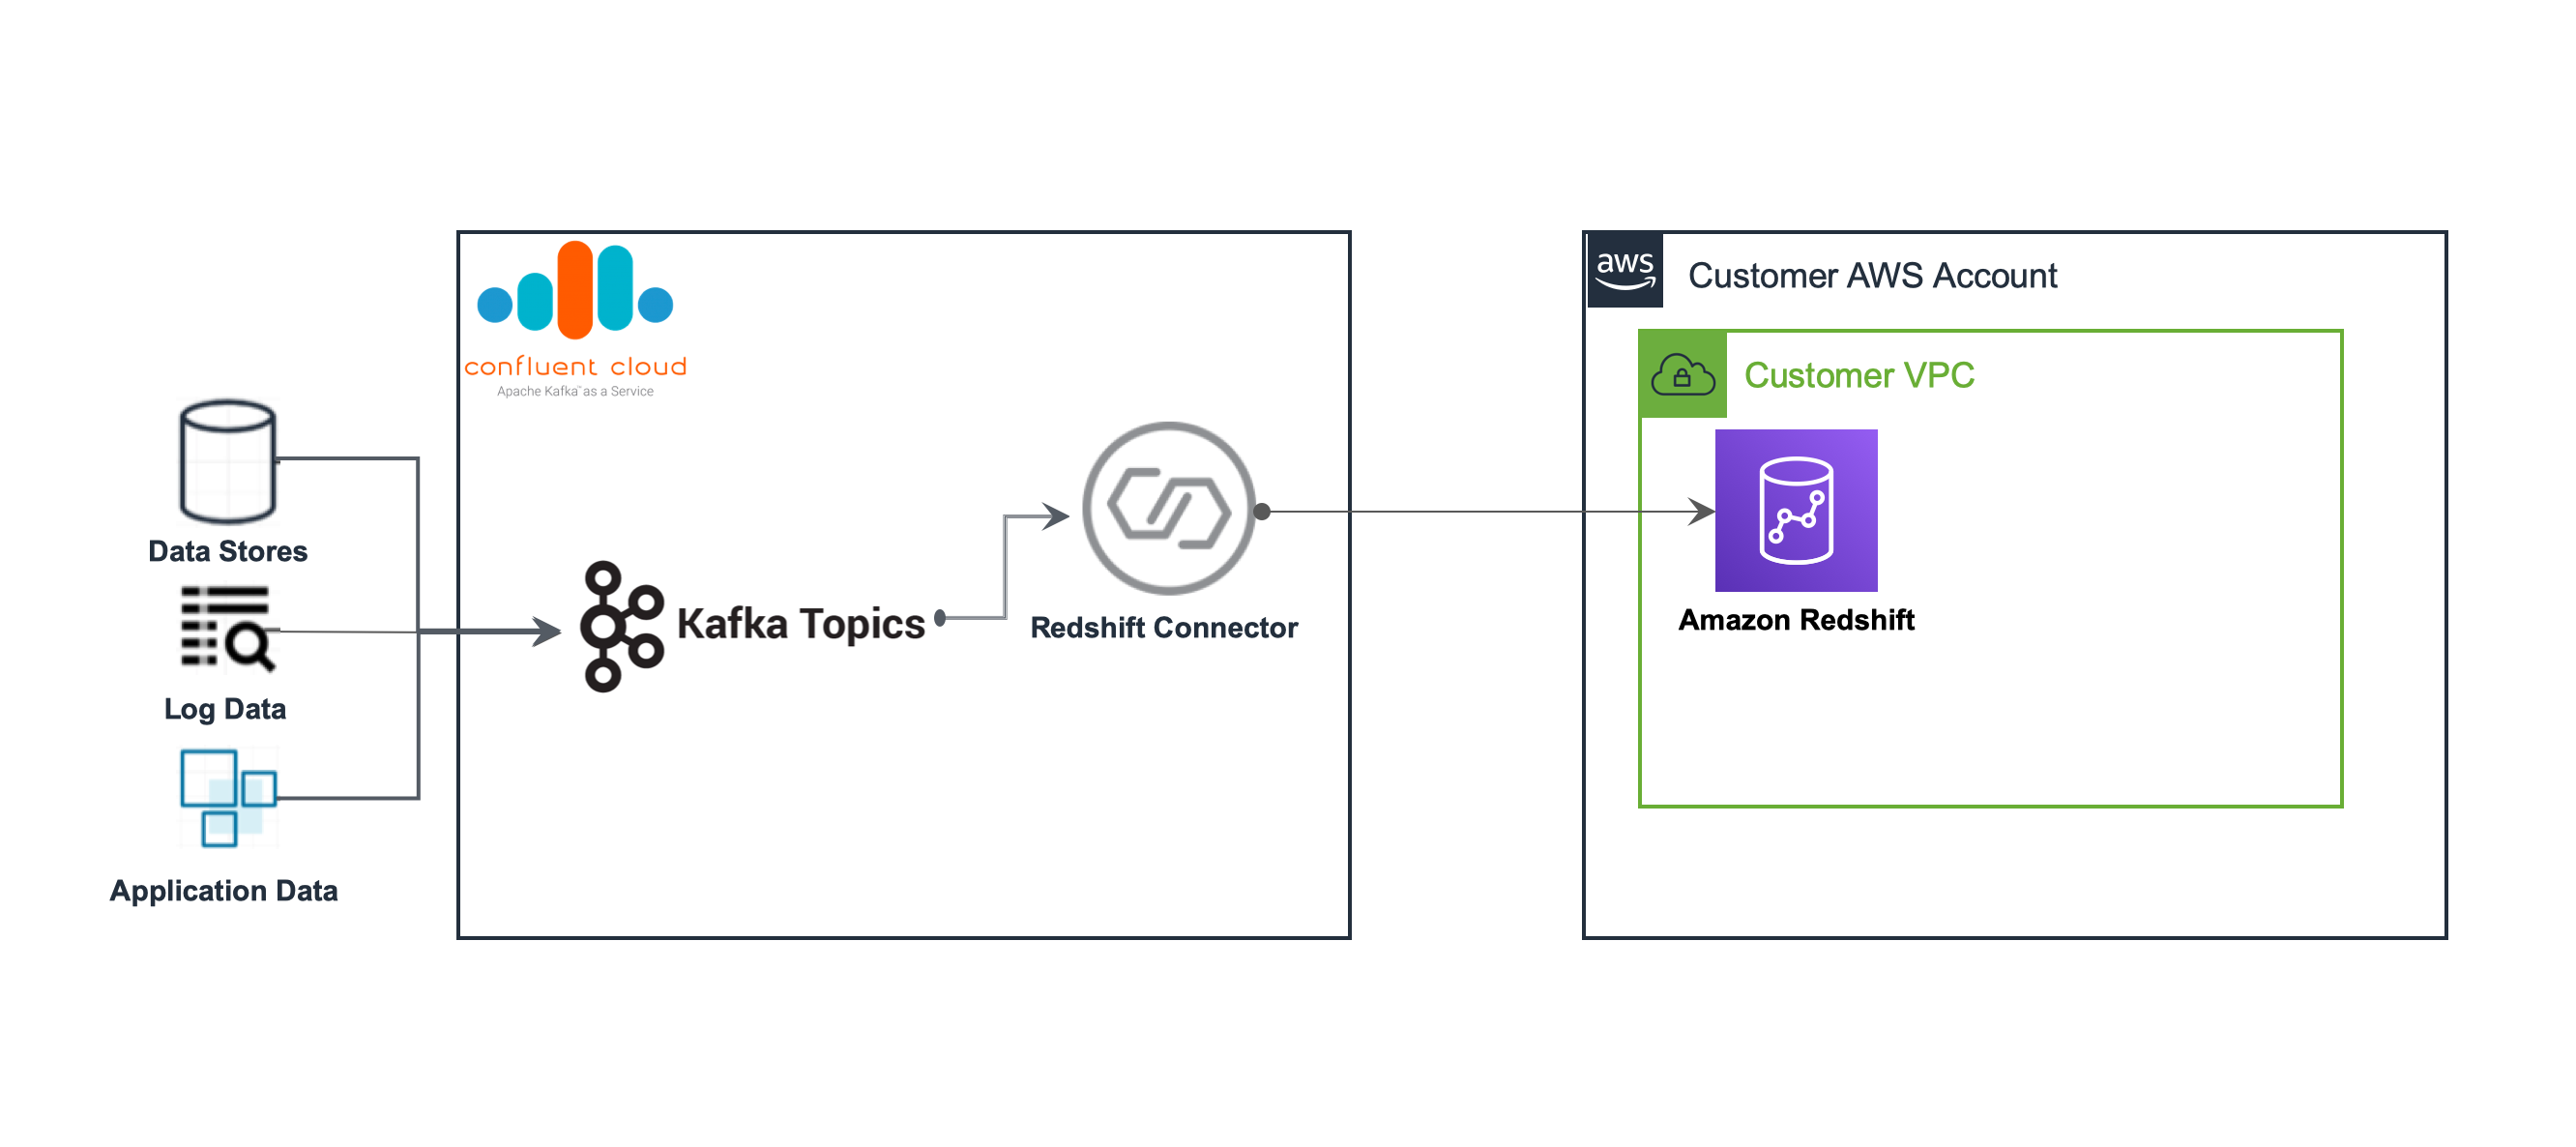 confluent cloud
Apache Kafka™ as a Service
Data Stores
Log Data
Application Data
Kafka Topics
Redshift Connector
aws
Customer AWS Account
Customer VPC
Amazon Redshift